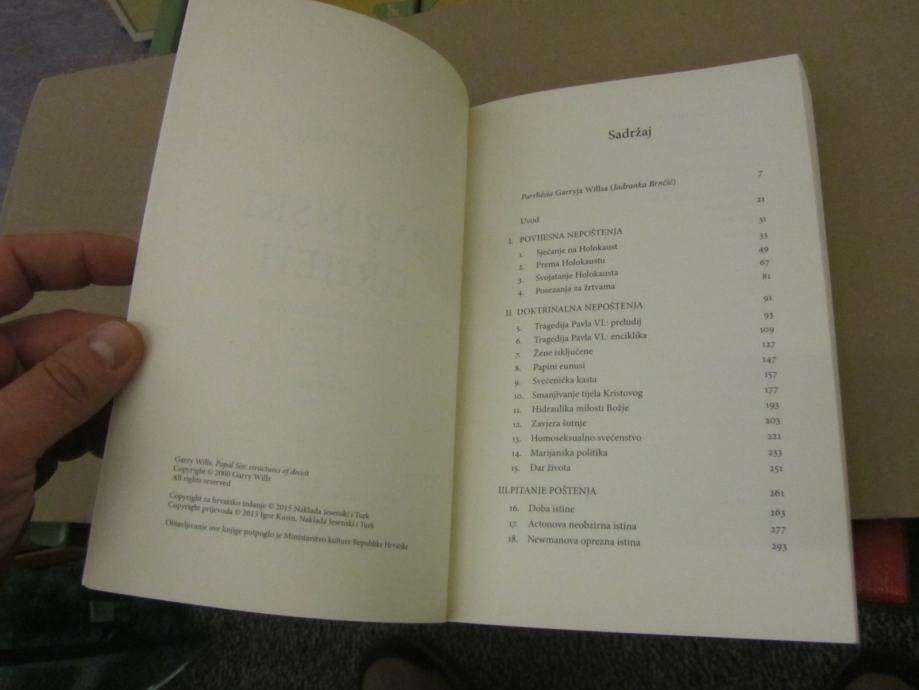 Garry Wills, Papal Sin: structures of deceit
Copyright © 2000 Garry Wills
All rights reserved
Copyright za hrvatsko izdanje © 2015 Naklada Jesenski i Turk
Copyright prijevoda © 2015 Igor Kusin, Naklada Jesenski i Turk
Objavljivanje ove knjige potpoglo je Ministarstvo kulture Republike Hrvatske
Sadržaj
Parrhēsia Garryja Willsa (Jadranka Brnčić) 7
Uvod 21
I. POVIJESNA NEPOŠTENJA 31
1. Sjećanje na Holokaust 33
2. Prema Holokaustu 49
3. Svojatanje Holokausta 67
4. Posezanja za žrtvama 81
II. DOKTRINALNA NEPOŠTENJA 91
5. Tragedija Pavla VI.: preludij 93
6. Tragedija Pavla VI.: enciklika 109
7. Žene isključene 127
8. Papini eunusi 147
9. Svećenička kasta 157
10. Smanjivanje tijela Kristovog 177
11. Hidraulika milosti Božje 193
12. Zavjera šutnje 203
13. Homoseksualno svećenstvo 221
14. Marijanska politika 233
15. Dar života 251
III. PITANJE POŠTENJA 261
16. Doba istine 263
17. Actonova neobzirna istina 277
18. Newmanova oprezna istina 293